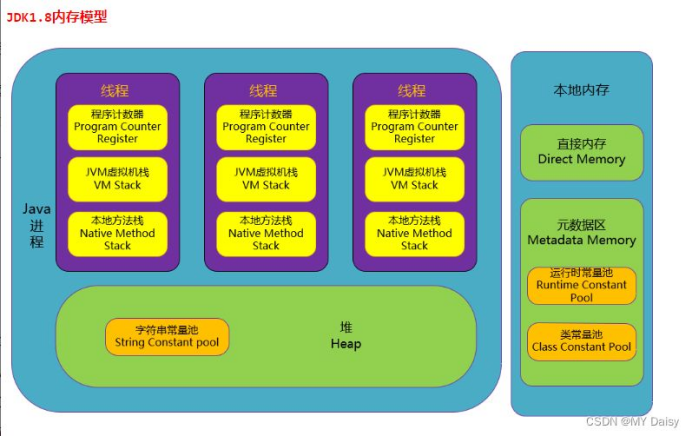 JDK1.8内存模型
Java
进
程
线程
程序计数器
Program Counter
Register
JVM虚拟机栈
VM Stack
本地方法栈
Native Method
Stack
线程
程序计数器
Program Counter
Register
JVM虚拟机栈
VM Stack
本地方法栈
Native Method
Stack
线程
程序计数器
Program Counter
Register
JVM虚拟机栈
VM Stack
本地方法栈
Native Method
Stack
字符串常量池
String Constant pool
堆
Heap
本地内存
直接内存
Direct Memory
元数据区
Metadata Memory
运行时常量池
Runtime Constant
Pool
类常量池
Class Constant Pool
CSDN @MY Daisy